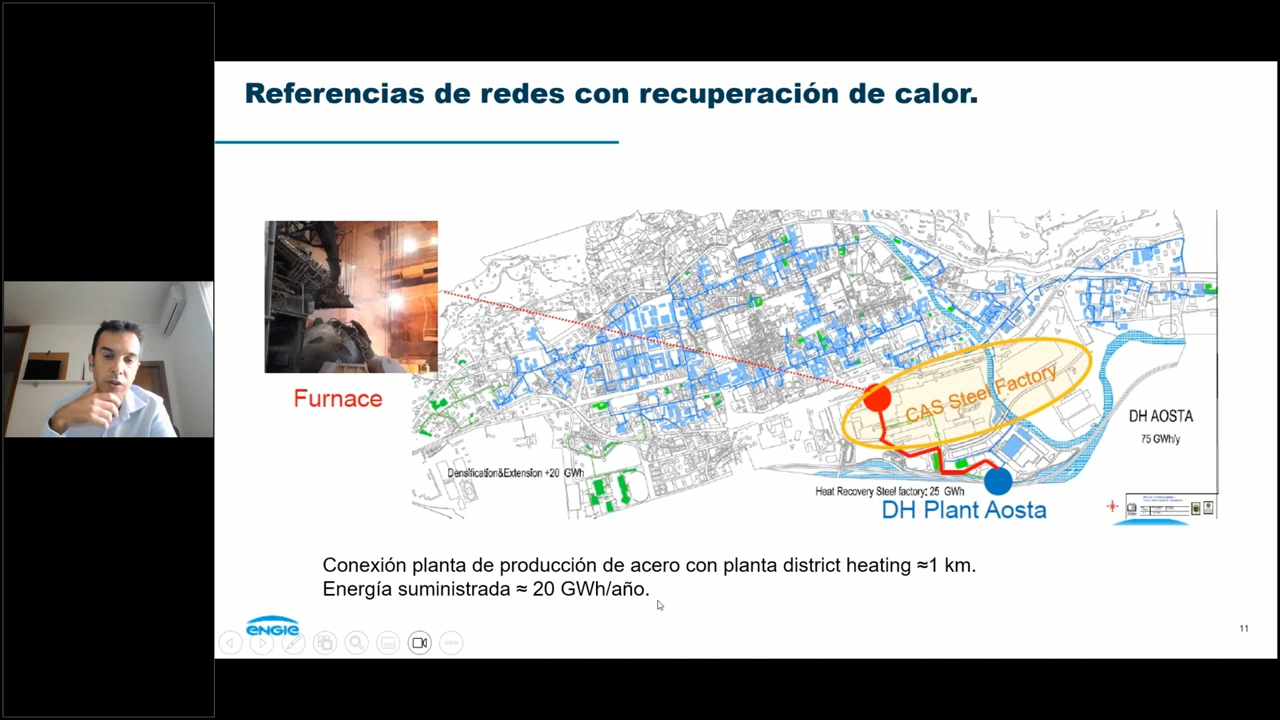 Referencias de redes con recuperación de calor.
Furnace
CAS Steel Factory
DH AOSTA
75 GWh/y
Densification&Extension +20 GWh
Heat Recovery Steel factory: 25 GWh
DH Plant Aosta
Conexión planta de producción de acero con planta district heating ≈1 km.
Energía suministrada ≈ 20 GWh/año.
ENGIE
11